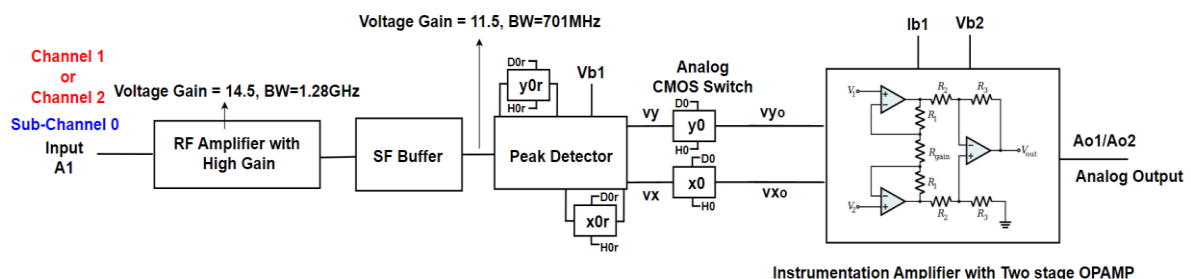 Voltage Gain = 11.5, BW=701MHz
Ib1 Vb2
Channel 1
or
Channel 2
Sub-Channel 0
Input
A1
Voltage Gain = 14.5, BW=1.28GHz
RF Amplifier with
High Gain
SF Buffer
D0r
y0r
H0r
Vb1
Peak Detector
D0r
x0r
H0r
Analog
CMOS Switch
vy
D0
y0
H0
vyo
vx
D0
x0
H0
vxo
V1
R2
R3
R1
Rgain
R1
V2
R2
R3
Vout
Ao1/Ao2
Analog Output
Instrumentation Amplifier with Two stage OPAMP